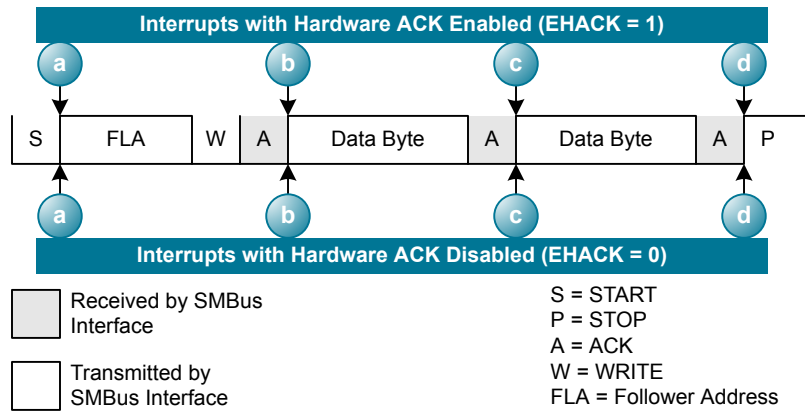 Interrupts with Hardware ACK Enabled (EHACK = 1)
a b c d
S FLA W A Data Byte A Data Byte A P
a b c d
Interrupts with Hardware ACK Disabled (EHACK = 0)
Received by SMBus
Interface
Transmitted by
SMBus Interface
S = START
P = STOP
A = ACK
W = WRITE
FLA = Follower Address